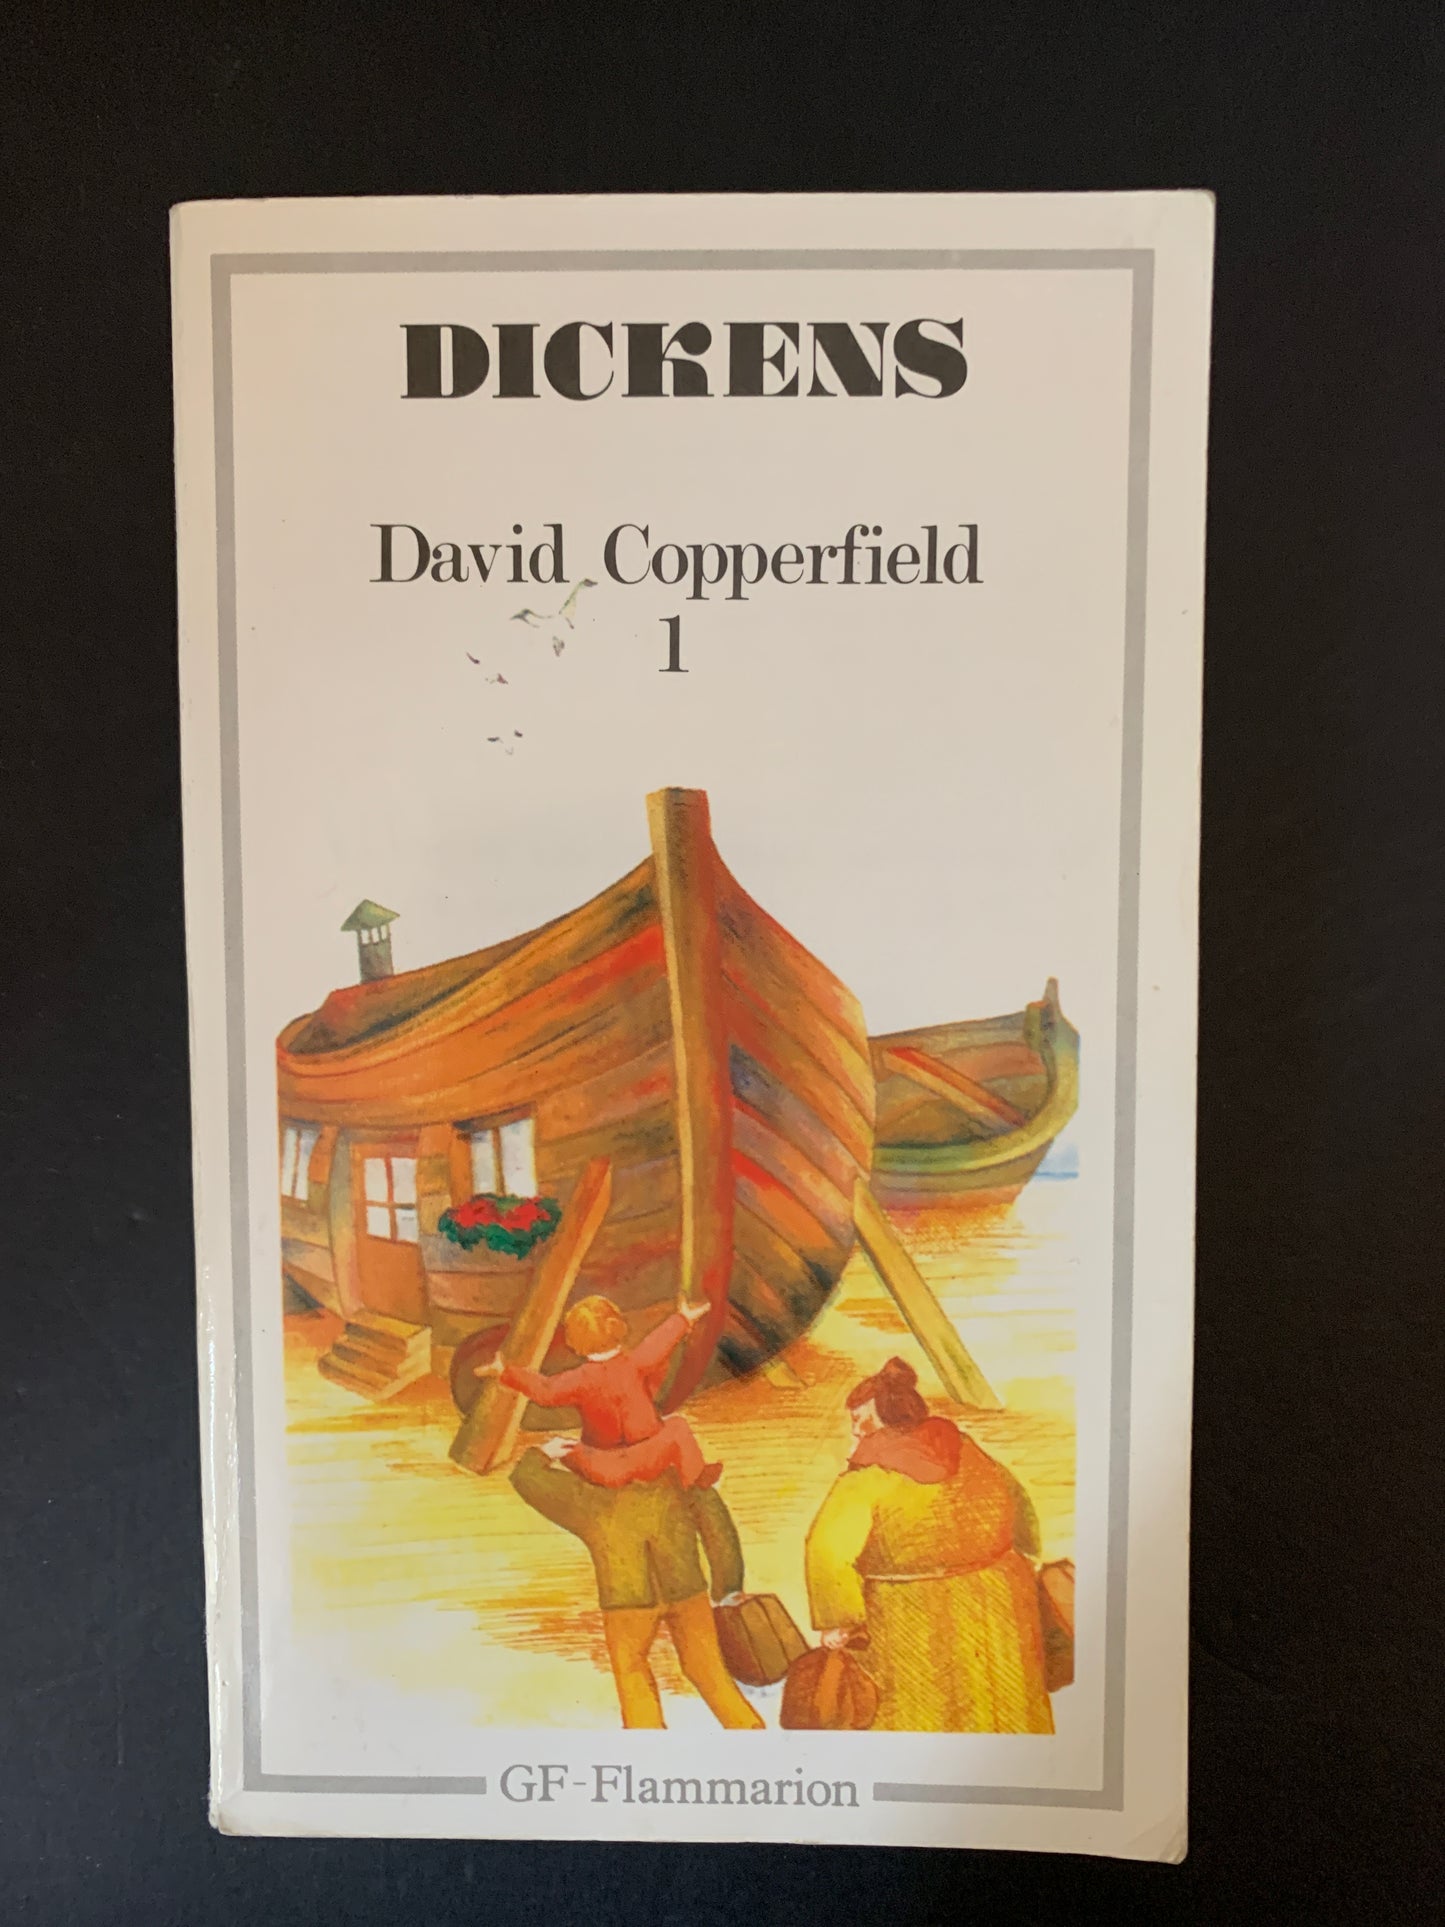 DICKENS
David Copperfield
1
GF-Flammarion